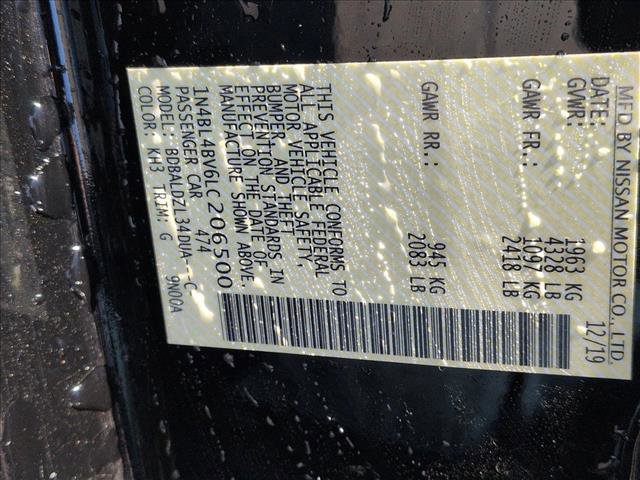 MFD BY NISSAN MOTOR CO., LTD.
DATE: 12/19
GVWR: 1963 KG
4328 LB
GAWR FR.: 1097 KG
2418 LB
GAWR RR.: 945 KG
2083 LB
THIS VEHICLE CONFORMS TO
ALL APPLICABLE FEDERAL
MOTOR VEHICLE SAFETY,
BUMPER, AND THEFT
PREVENTION STANDARDS IN
EFFECT ON THE DATE OF
MANUFACTURE SHOWN ABOVE.
1N4BL4BV6LC206500
PASSENGER CAR 474
MODEL: BDBALDZL34DUA--C- 9N00A
COLOR: KH3 TRIM: G